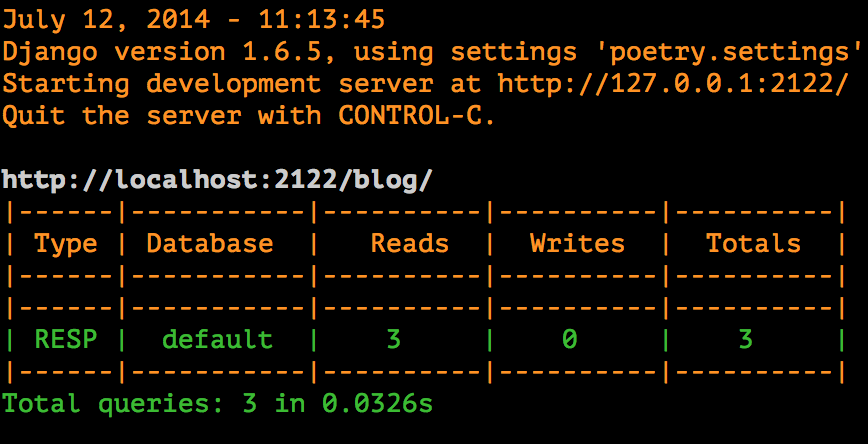 July 12, 2014 - 11:13:45
Django version 1.6.5, using settings 'poetry.settings'
Starting development server at http://127.0.0.1:2122/
Quit the server with CONTROL-C.

http://localhost:2122/blog/
|------|-----------|----------|----------|----------|
| Type | Database  |   Reads  |  Writes  |  Totals  |
|------|-----------|----------|----------|----------|
|------|-----------|----------|----------|----------|
| RESP |  default  |    3     |    0     |    3     |
|------|-----------|----------|----------|----------|
Total queries: 3 in 0.0326s